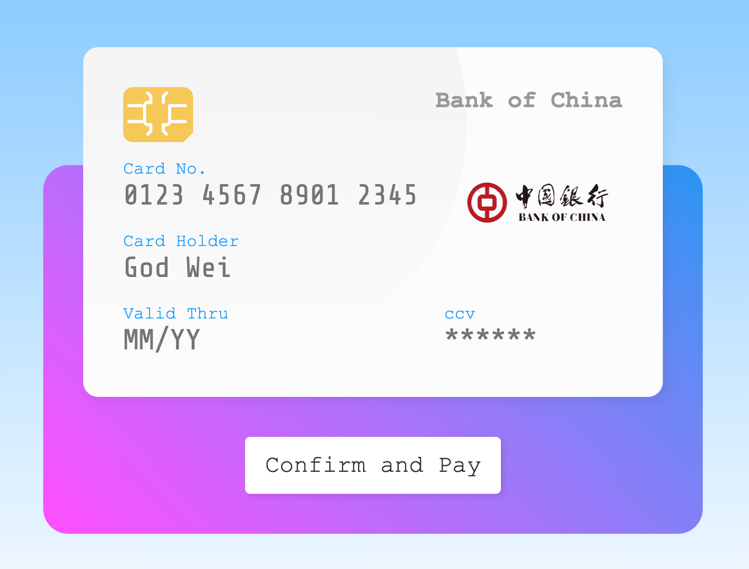 Bank of China
Card No.
0123 4567 8901 2345
中国銀行
BANK OF CHINA
Card Holder
God Wei
Valid Thru
MM/YY
ccv
******
Confirm and Pay